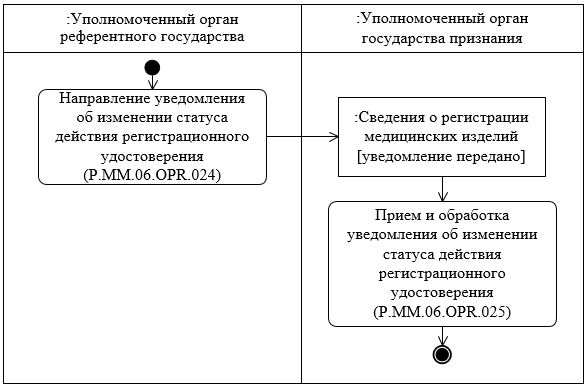 :Уполномоченный орган
референтного государства
:Уполномоченный орган
государства признания
Направление уведомления
об изменении статуса
действия регистрационного
удостоверения
(P.MM.06.OPR.024)
:Сведения о регистрации
медицинских изделий
[уведомление передано]
Прием и обработка
уведомления об изменении
статуса действия
регистрационного
удостоверения
(P.MM.06.OPR.025)